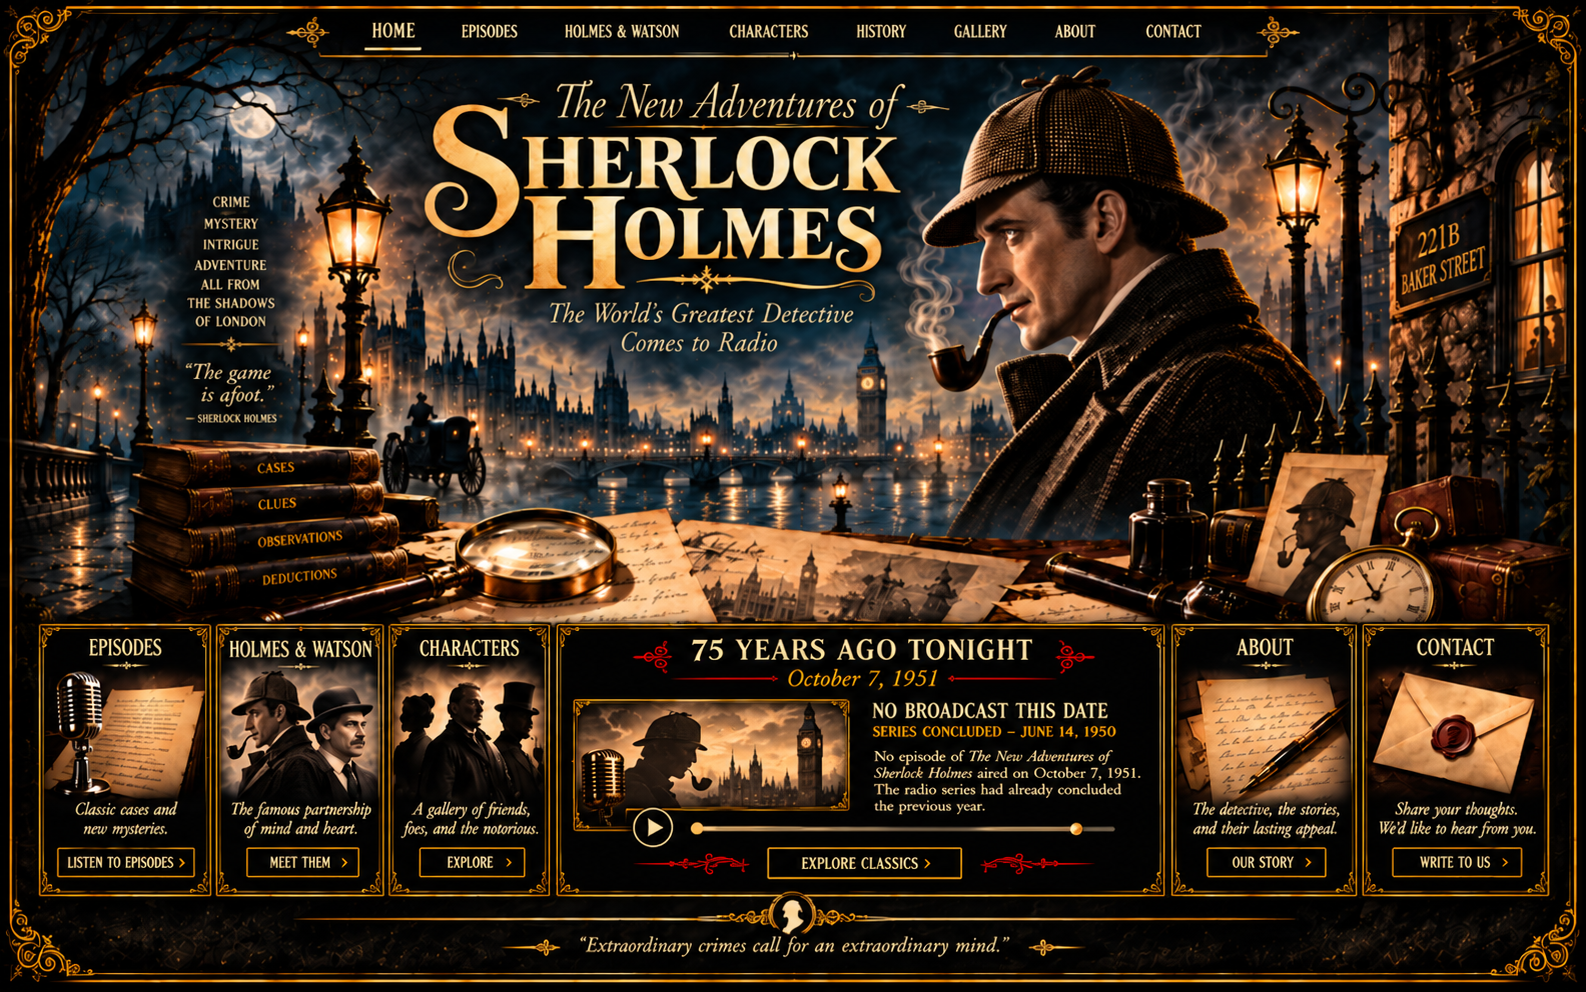 HOME
EPISODES
HOLMES & WATSON
CHARACTERS
HISTORY
GALLERY
ABOUT
CONTACT
The New Adventures of
SHERLOCK
HOLMES
The World's Greatest Detective
Comes to Radio
CRIME
MYSTERY
INTRIGUE
ADVENTURE
ALL FROM
THE SHADOWS
OF LONDON
"The game
is afoot."
— SHERLOCK HOLMES
221B
BAKER STREET
CASES
CLUES
OBSERVATIONS
DEDUCTIONS
EPISODES
Classic cases and
new mysteries.
LISTEN TO EPISODES >
HOLMES & WATSON
The famous partnership
of mind and heart.
MEET THEM >
CHARACTERS
A gallery of friends,
foes, and the notorious.
EXPLORE >
75 YEARS AGO TONIGHT
October 7, 1951
NO BROADCAST THIS DATE
SERIES CONCLUDED – JUNE 14, 1950
No episode of The New Adventures of
Sherlock Holmes aired on October 7, 1951.
The radio series had already concluded
the previous year.
EXPLORE CLASSICS >
ABOUT
The detective, the stories,
and their lasting appeal.
OUR STORY >
CONTACT
Share your thoughts.
We'd like to hear from you.
WRITE TO US >
"Extraordinary crimes call for an extraordinary mind."